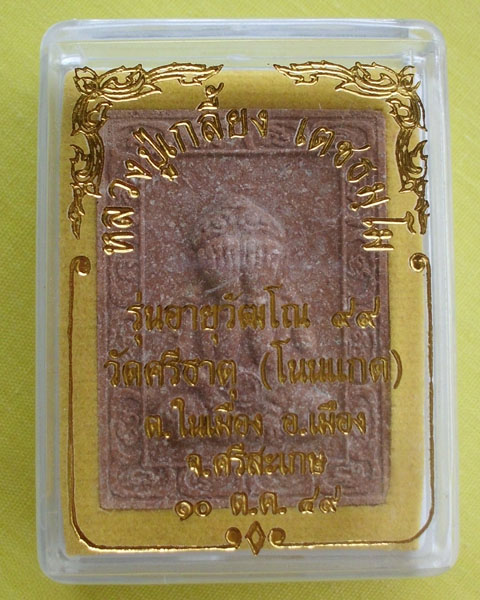 หลวงปู่เกลี้ยง เตชธมฺโม
รุ่นอายุวัฒโณ ๙๙
วัดศรีธาตุ (โนนแกด)
ต.ในเมือง อ.เมือง
จ.ศรีสะเกษ
๑๐ ต.ค. ๔๙